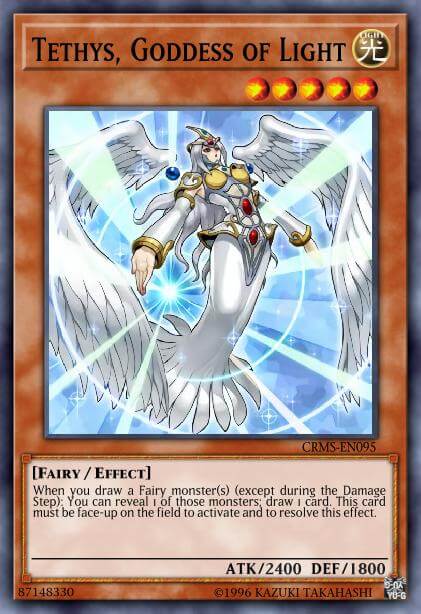 Tethys, Goddess of Light
LIGHT
光
CRMS-EN095
[Fairy / Effect]
When you draw a Fairy monster(s) (except during the Damage
Step): You can reveal 1 of those monsters; draw 1 card. This card
must be face-up on the field to activate and to resolve this effect.
ATK/2400 DEF/1800
87148330
©1996 KAZUKI TAKAHASHI